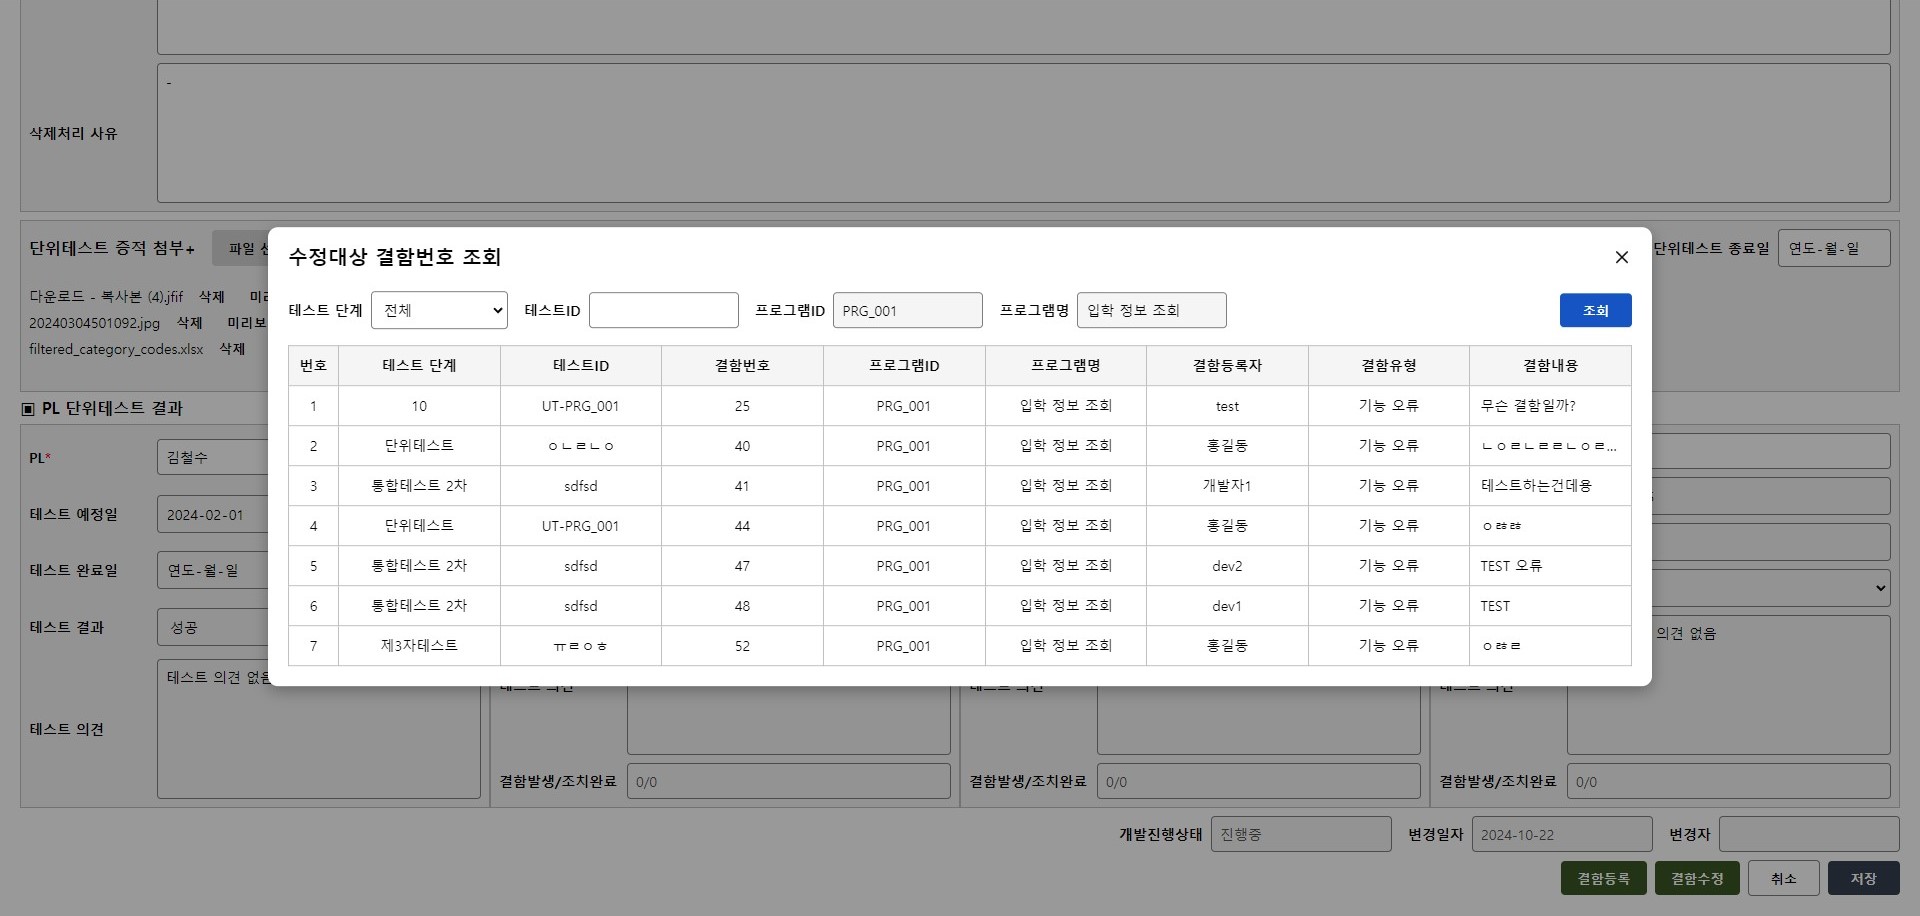 -
삭제처리 사유
단위테스트 증적 첨부+ 파일 선
단위테스트 종료일 연도-월-일
다운로드 - 복사본 (4).jfif 삭제 미리
20240304501092.jpg 삭제 미리보
filtered_category_codes.xlsx 삭제
수정대상 결함번호 조회 ×
테스트 단계 전체 테스트ID 프로그램ID PRG_001 프로그램명 입학 정보 조회 조회
번호 테스트 단계 테스트ID 결함번호 프로그램ID 프로그램명 결함등록자 결함유형 결함내용
1 10 UT-PRG_001 25 PRG_001 입학 정보 조회 test 기능 오류 무슨 결함일까?
2 단위테스트 ㅇㄴㄹㄴㅇ 40 PRG_001 입학 정보 조회 홍길동 기능 오류 ㄴㅇㄹㄴㄹㄹㄴㅇㄹ...
3 통합테스트 2차 sdfsd 41 PRG_001 입학 정보 조회 개발자1 기능 오류 테스트하는건데용
4 단위테스트 UT-PRG_001 44 PRG_001 입학 정보 조회 홍길동 기능 오류
5 통합테스트 2차 sdfsd 47 PRG_001 입학 정보 조회 dev2 기능 오류 TEST 오류
6 통합테스트 2차 sdfsd 48 PRG_001 입학 정보 조회 dev1 기능 오류 TEST
7 제3자테스트 ㅠㄹㅇㅎ 52 PRG_001 입학 정보 조회 홍길동 기능 오류
▣ PL 단위테스트 결과
PL* 김철수
테스트 예정일 2024-02-01
테스트 완료일 연도-월-일
테스트 결과 성공
테스트 의견 테스트 의견 없음
의견 없음
테스트 의견 테스트 의견 테스트 의견
결함발생/조치완료 0/0 결함발생/조치완료 0/0 결함발생/조치완료 0/0
개발진행상태 진행중 변경일자 2024-10-22 변경자
결함등록 결함수정 취소 저장